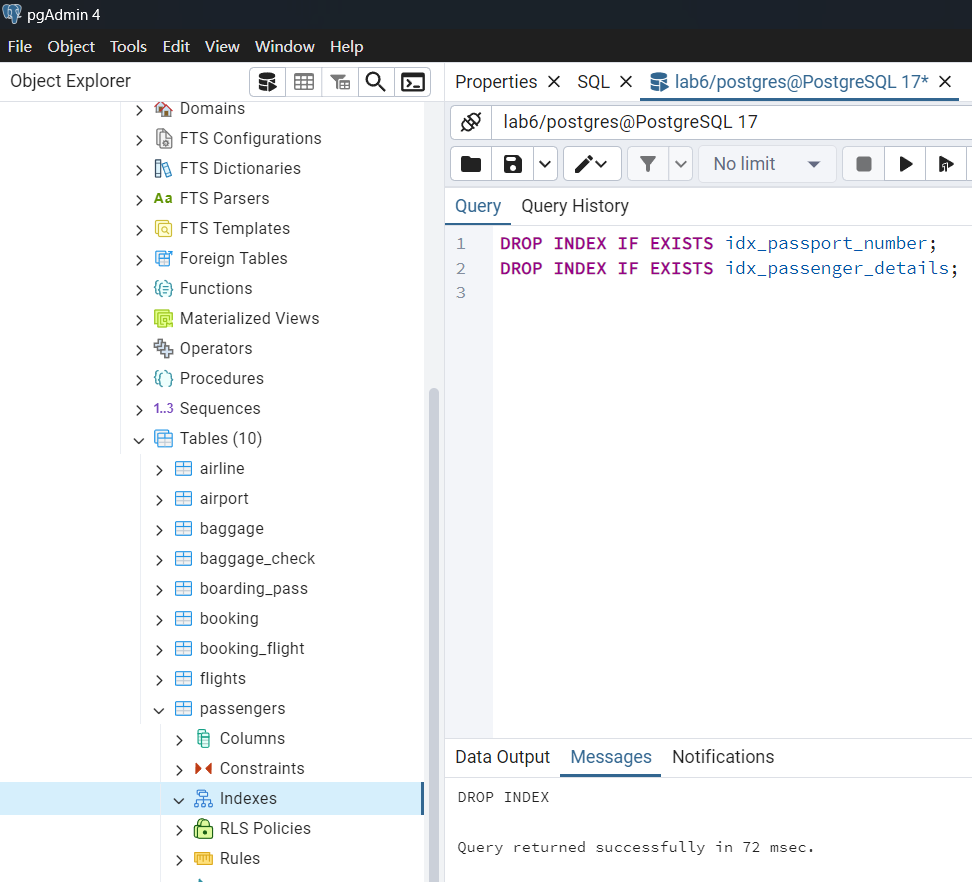 pgAdmin 4
File Object Tools Edit View Window Help
Object Explorer
Domains
FTS Configurations
FTS Dictionaries
Aa FTS Parsers
FTS Templates
Foreign Tables
Functions
Materialized Views
Operators
Procedures
1..3 Sequences
Tables (10)
airline
airport
baggage
baggage_check
boarding_pass
booking
booking_flight
flights
passengers
Columns
Constraints
Indexes
RLS Policies
Rules
Properties SQL lab6/postgres@PostgreSQL 17*
lab6/postgres@PostgreSQL 17
No limit
Query Query History
1 DROP INDEX IF EXISTS idx_passport_number;
2 DROP INDEX IF EXISTS idx_passenger_details;
3
Data Output Messages Notifications
DROP INDEX
Query returned successfully in 72 msec.